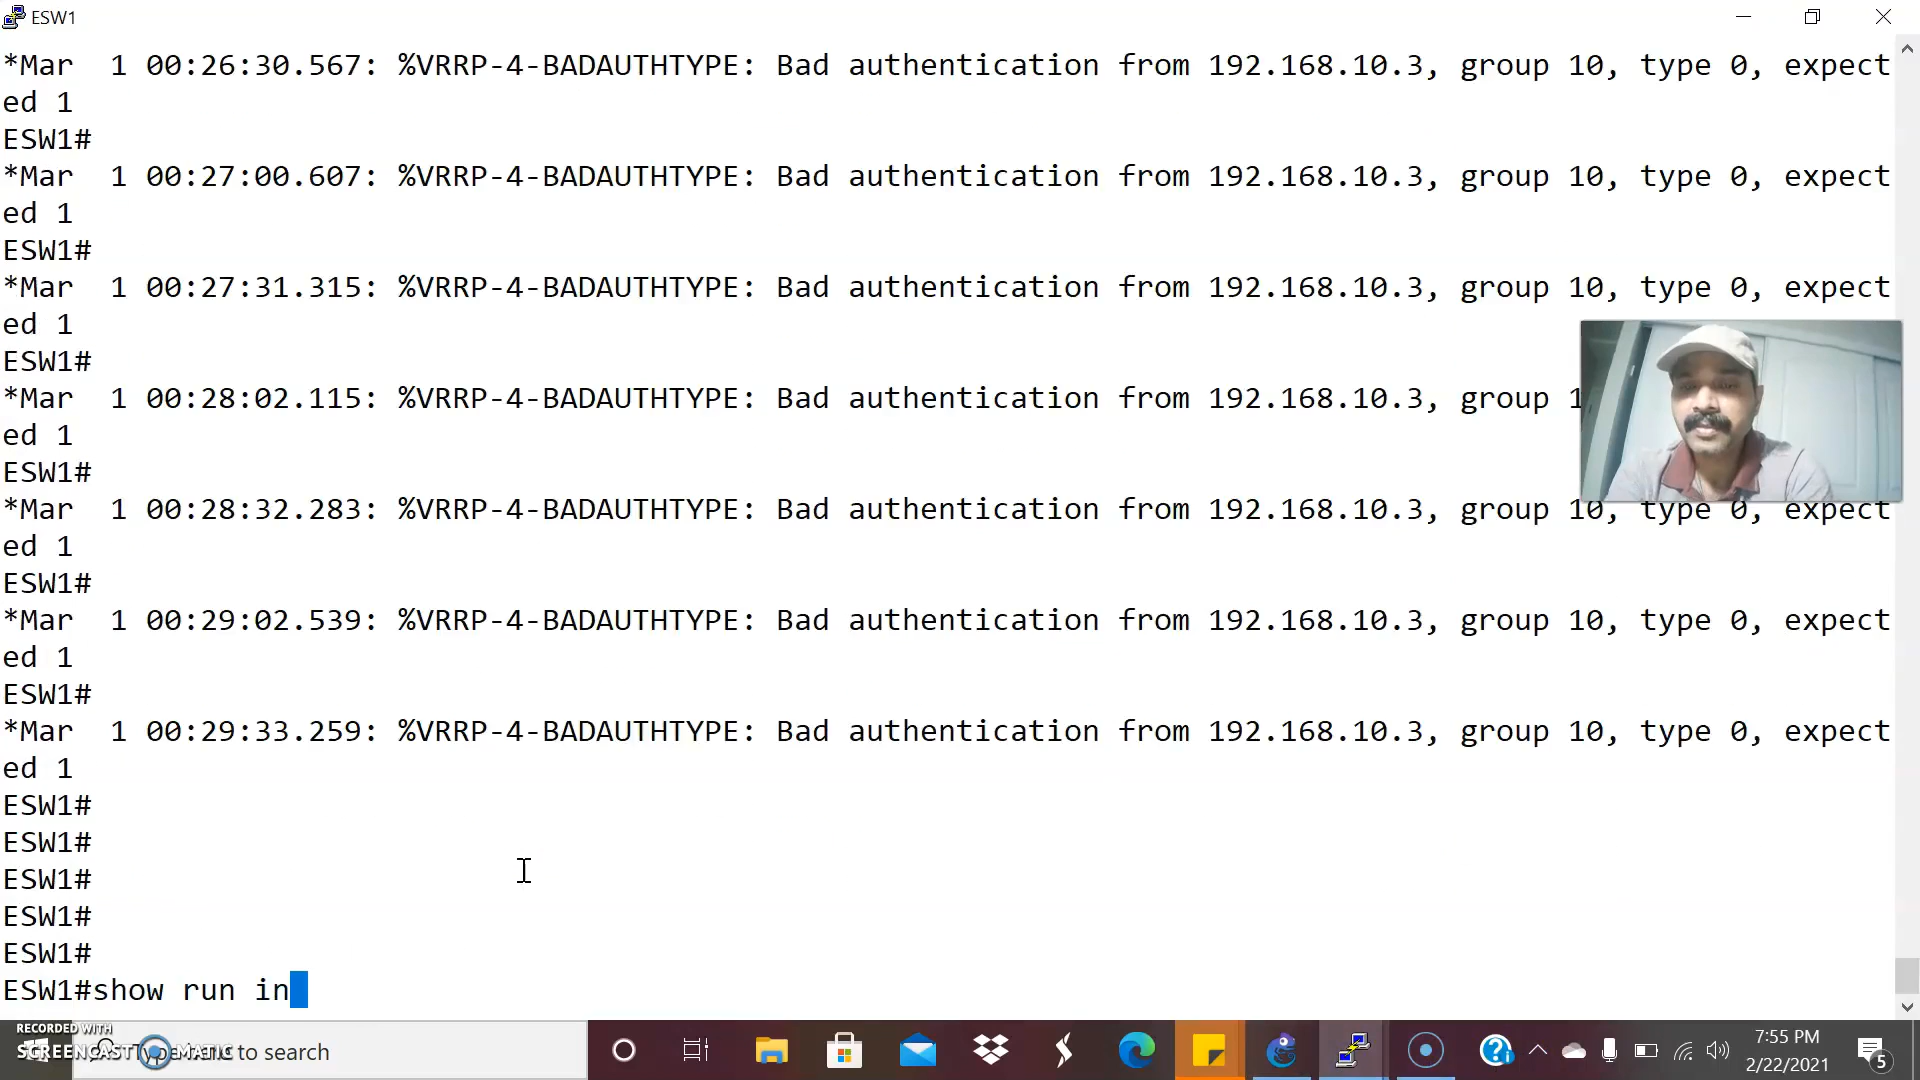 ESW1
*Mar  1 00:26:30.567: %VRRP-4-BADAUTHTYPE: Bad authentication from 192.168.10.3, group 10, type 0, expect
ed 1
ESW1#
*Mar  1 00:27:00.607: %VRRP-4-BADAUTHTYPE: Bad authentication from 192.168.10.3, group 10, type 0, expect
ed 1
ESW1#
*Mar  1 00:27:31.315: %VRRP-4-BADAUTHTYPE: Bad authentication from 192.168.10.3, group 10, type 0, expect
ed 1
ESW1#
*Mar  1 00:28:02.115: %VRRP-4-BADAUTHTYPE: Bad authentication from 192.168.10.3, group 1
ed 1
ESW1#
*Mar  1 00:28:32.283: %VRRP-4-BADAUTHTYPE: Bad authentication from 192.168.10.3, group 10, type 0, expect
ed 1
ESW1#
*Mar  1 00:29:02.539: %VRRP-4-BADAUTHTYPE: Bad authentication from 192.168.10.3, group 10, type 0, expect
ed 1
ESW1#
*Mar  1 00:29:33.259: %VRRP-4-BADAUTHTYPE: Bad authentication from 192.168.10.3, group 10, type 0, expect
ed 1
ESW1#
ESW1#
ESW1#
ESW1#
ESW1#
ESW1#show run in
RECORDED WITH
SCREENCAST MATIC
to search
7:55 PM
2/22/2021
5